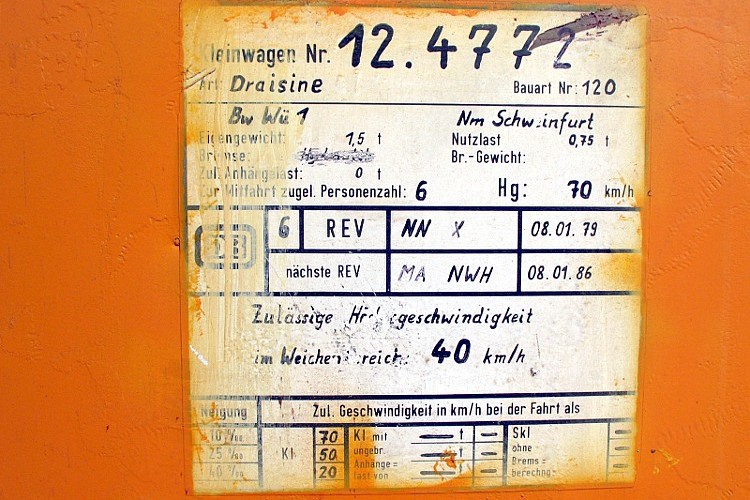 Kleinwagen Nr. 12.4772
Art: Draisine Bauart Nr: 120
Bw Wü 1 Nm Schweinfurt
Eigengewicht: 1,5 t Nutzlast 0,75 t
Bremse: Br.-Gewicht:
Zul. Anhängelast: 0 t
Zur Mitfahrt zugel. Personenzahl: 6 Hg: 70 km/h
DB 6 REV NN X 08.01.79
nächste REV MA NWH 08.01.86
Zulässige geschwindigkeit
im Weichenbereich: 40 km/h
Neigung Zul. Geschwindigkeit in km/h bei der Fahrt als
10 ‰ 70 Kl mit — t — Skl —
25 ‰ Kl 50 ungebr. — t — ohne —
40 ‰ 20 Anhänge= t — Brems= —
last von berechng.